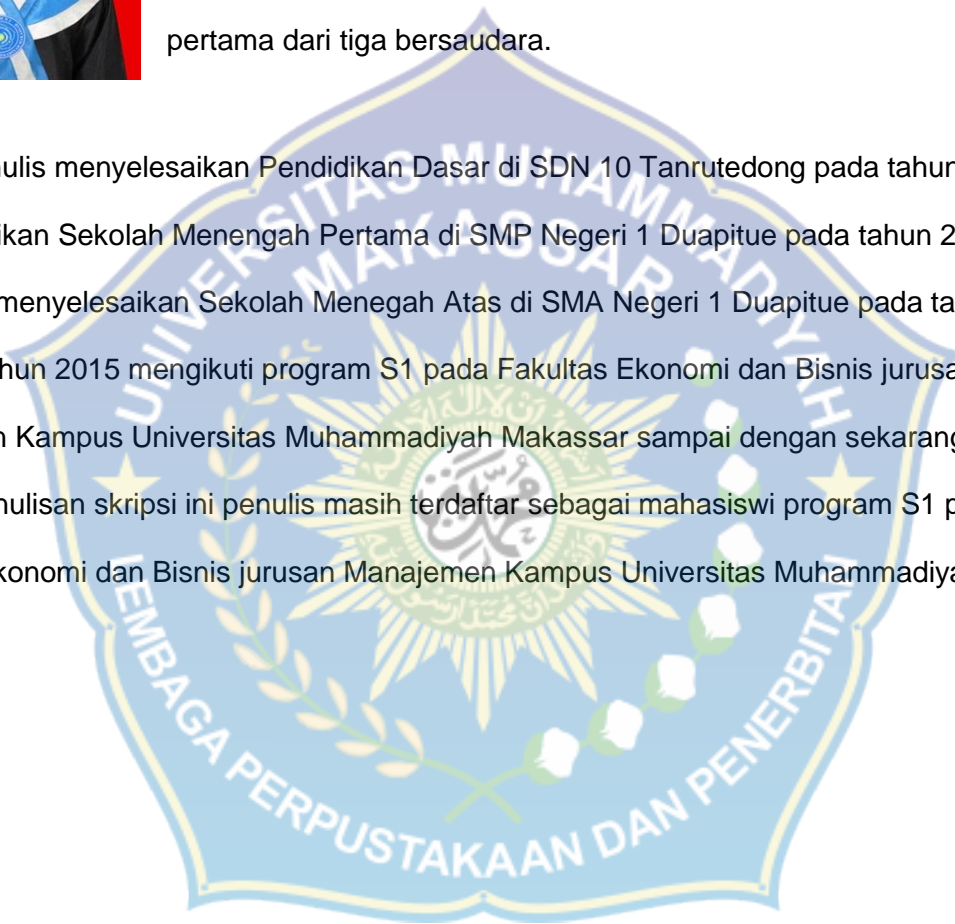 pertama dari tiga bersaudara.
nulis menyelesaikan Pendidikan Dasar di SDN 10 Tanrutedong pada tahun
ikan Sekolah Menengah Pertama di SMP Negeri 1 Duapitue pada tahun 2
menyelesaikan Sekolah Menegah Atas di SMA Negeri 1 Duapitue pada ta
hun 2015 mengikuti program S1 pada Fakultas Ekonomi dan Bisnis jurusa
n Kampus Universitas Muhammadiyah Makassar sampai dengan sekarang
nulisan skripsi ini penulis masih terdaftar sebagai mahasiswi program S1 p
konomi dan Bisnis jurusan Manajemen Kampus Universitas Muhammadiya
UNIVERSITAS MUHAMMADIYAH
MAKASSAR
محمد
LEMBAGA PERPUSTAKAAN DAN PENERBITAN